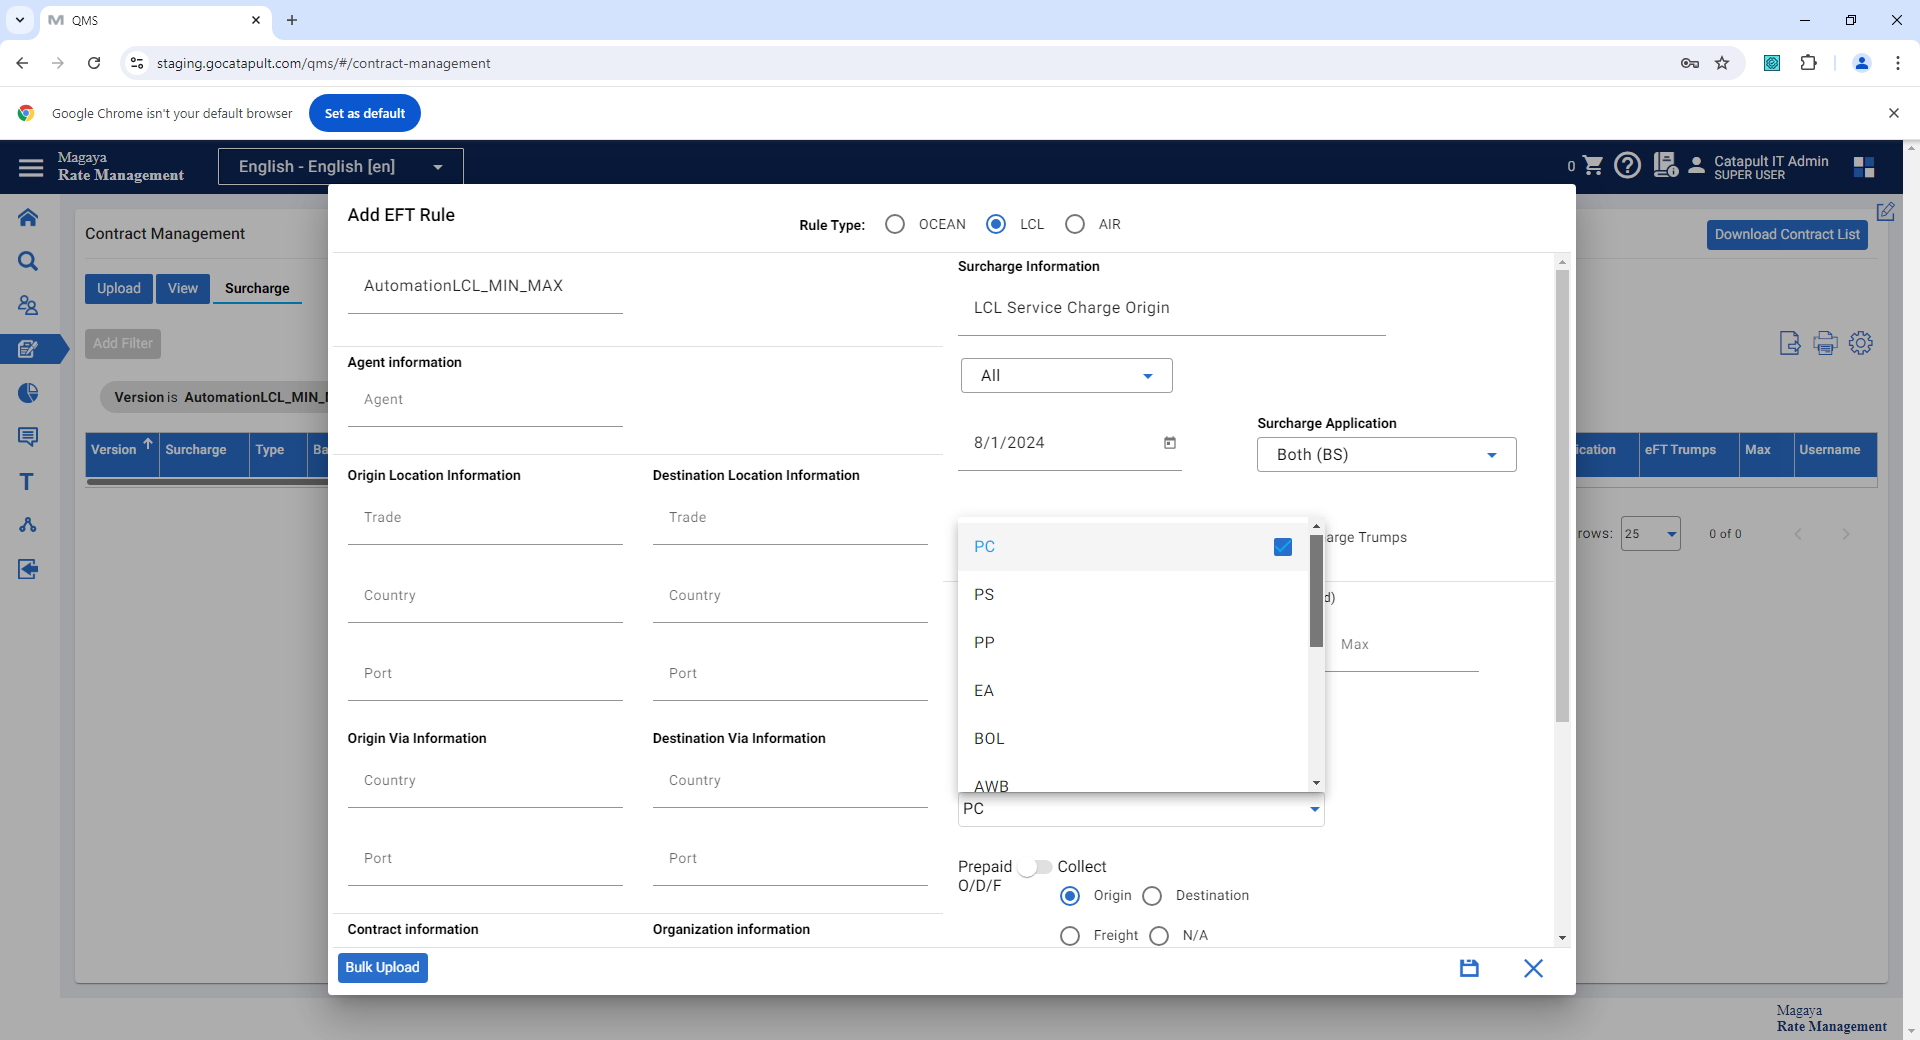 QMS
staging.gocatapult.com/qms/#/contract-management
Google Chrome isn't your default browser
Set as default
Magaya
Rate Management
English - English [en]
0
Catapult IT Admin
SUPER USER
Contract Management
Download Contract List
Upload
View
Surcharge
Add Filter
Version is AutomationLCL_MIN_
Version
Surcharge
Type
Ba
ication
eFT Trumps
Max
Username
rows:
25
0 of 0
Add EFT Rule
Rule Type:
OCEAN
LCL
AIR
AutomationLCL_MIN_MAX
Agent information
Agent
Origin Location Information
Destination Location Information
Trade
Trade
Country
Country
Port
Port
Origin Via Information
Destination Via Information
Country
Country
Port
Port
Contract information
Organization information
Surcharge Information
LCL Service Charge Origin
All
8/1/2024
Surcharge Application
Both (BS)
arge Trumps
d)
Max
PC
PS
PP
EA
BOL
AWB
PC
Prepaid
Collect
O/D/F
Origin
Destination
Freight
N/A
Bulk Upload
Magaya
Rate Management